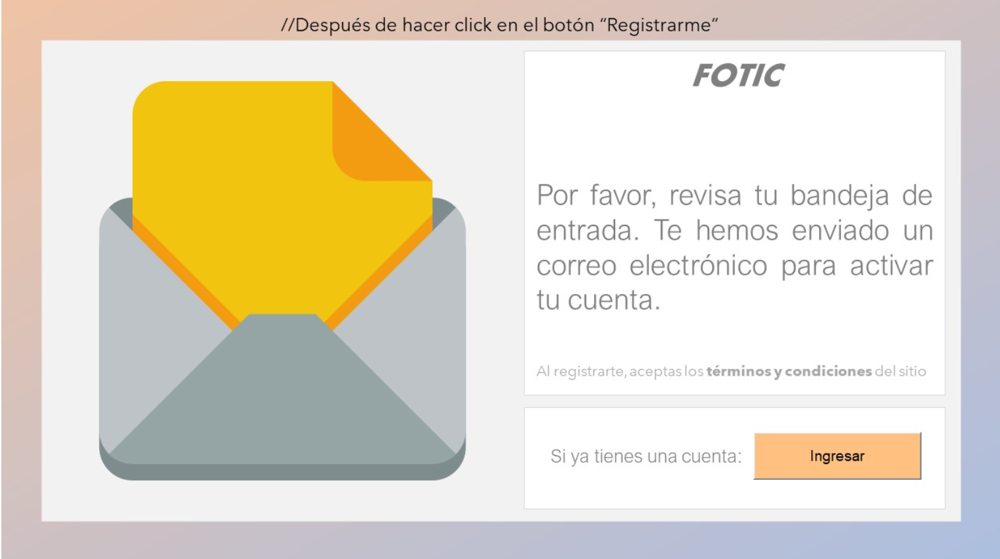 //Después de hacer click en el botón “Registrarme”
FOTIC
Por favor, revisa tu bandeja de
entrada. Te hemos enviado un
correo electrónico para activar
tu cuenta.
Al registrarte, aceptas los términos y condiciones del sitio
Si ya tienes una cuenta:
Ingresar